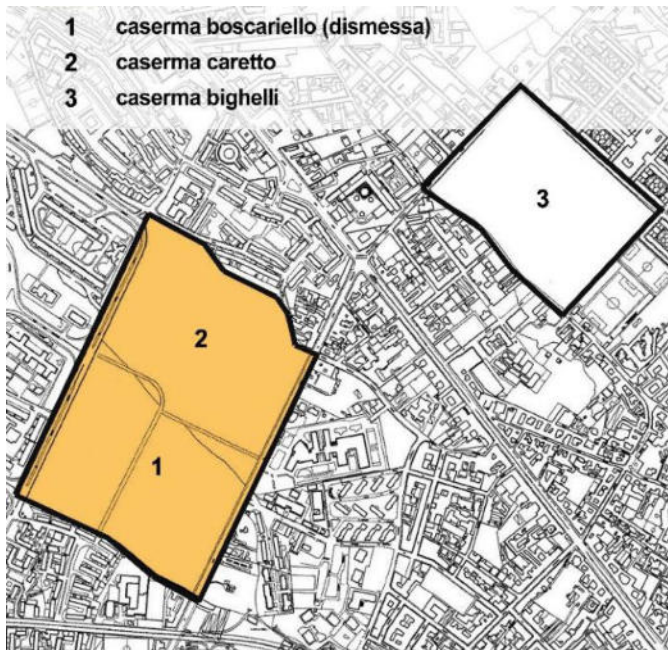 1 caserma boscariello (dismessa)
2 caserma caretto
3 caserma bighelli
3
2
1